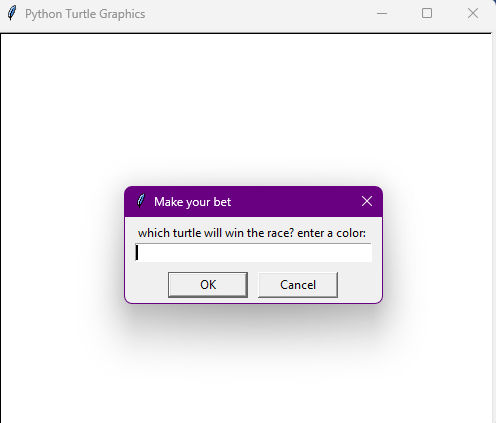 Python Turtle Graphics
Make your bet
which turtle will win the race? enter a color:
OK Cancel